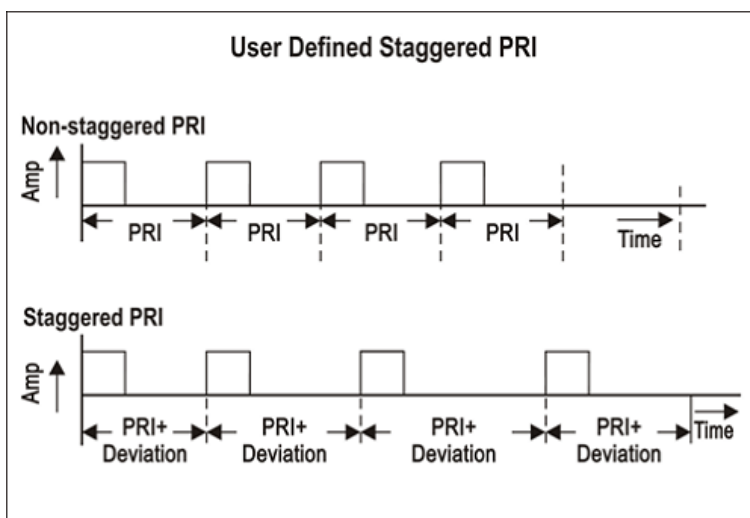 User Defined Staggered PRI
Non-staggered PRI
Amp
PRI
PRI
PRI
PRI
Time
Staggered PRI
Amp
PRI+
Deviation
PRI+
Deviation
PRI+
Deviation
PRI+
Deviation
Time